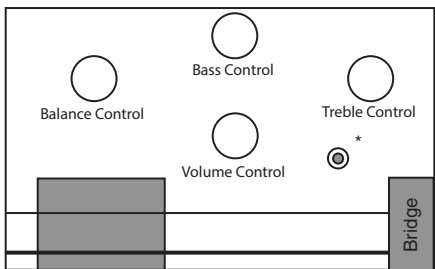 Bass Control
Balance Control
Treble Control
*
Volume Control
Bridge